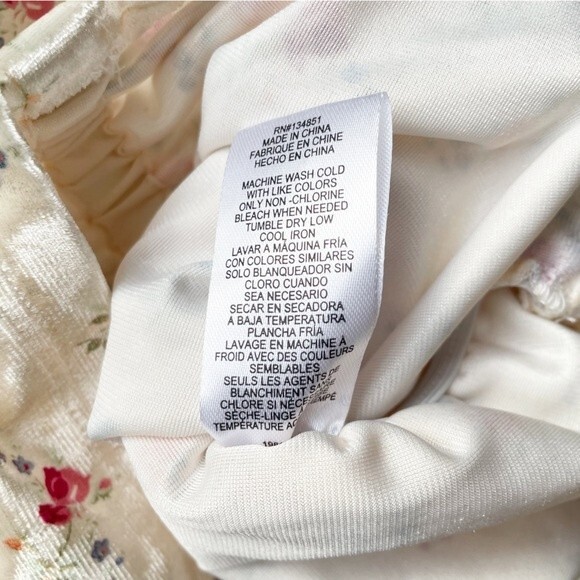 RN#134851
MADE IN CHINA
FABRIQUE EN CHINE
HECHO EN CHINA
MACHINE WASH COLD
WITH LIKE COLORS
ONLY NON -CHLORINE
BLEACH WHEN NEEDED
TUMBLE DRY LOW
COOL IRON
LAVAR A MÁQUINA FRÍA
CON COLORES SIMILARES
SOLO BLANQUEADOR SIN
CLORO CUANDO
SEA NECESARIO
SECAR EN SECADORA
A BAJA TEMPERATURA
PLANCHA FRÍA
LAVAGE EN MACHINE À
FROID AVEC DES COULEURS
SEMBLABLES
SEULS LES AGENTS DE
BLANCHIMENT
CHLORE SI
SÈCHE-LINGE À
TEMPÉRATURE